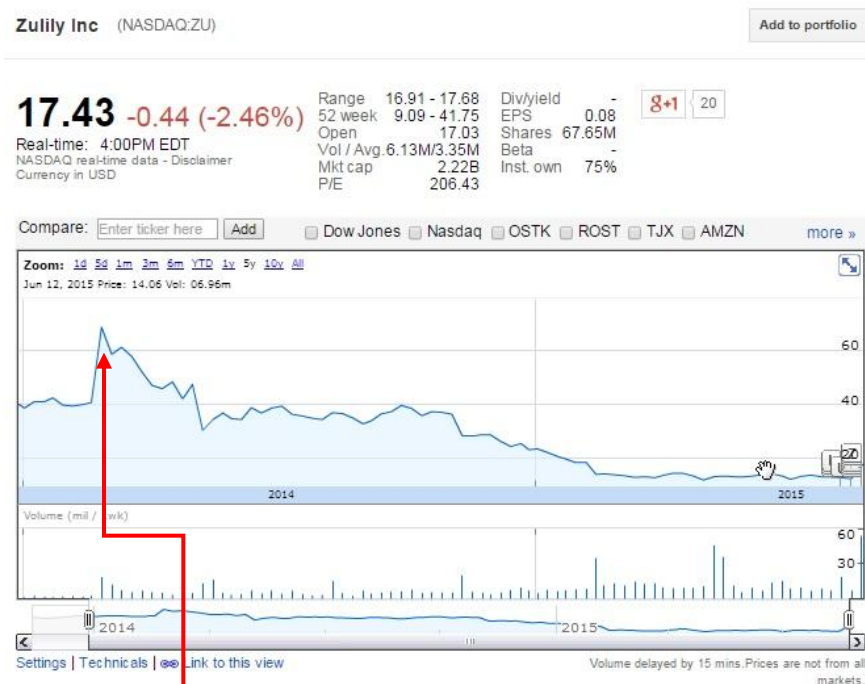 Zulily Inc (NASDAQ:ZU)
Add to portfolio
17.43 -0.44 (-2.46%)
Real-time: 4:00PM EDT
NASDAQ real-time data - Disclaimer
Currency in USD
Range 16.91 - 17.68
52 week 9.09 - 41.75
Open 17.03
Vol / Avg. 6.13M/3.35M
Mkt cap 2.22B
P/E 206.43
Div/yield -
EPS 0.08
Shares 67.65M
Beta -
Inst. own 75%
g+1 20
Compare: Enter ticker here Add Dow Jones Nasdaq OSTK ROST TJX AMZN more »
Zoom: 1d 5d 1m 3m 6m YTD 1y 5y 10y All
Jun 12, 2015 Price: 14.06 Vol: 06.96m
60
40
20
2014 2015
Volume (mil / 1wk)
60
30
2014 2015
Settings | Technicals | Link to this view
Volume delayed by 15 mins.Prices are not from all
markets.